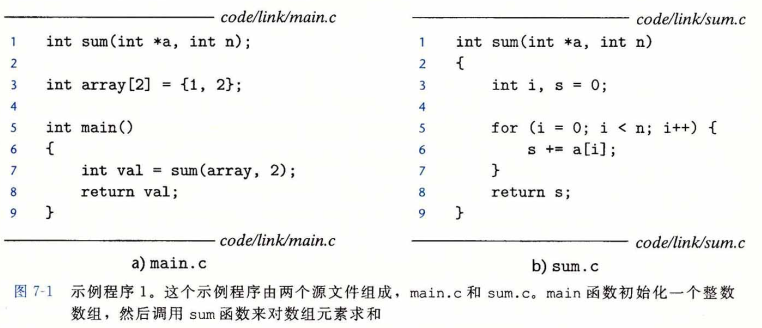 code/link/main.c
1 int sum(int *a, int n);
2
3 int array[2] = {1, 2};
4
5 int main()
6 {
7 int val = sum(array, 2);
8 return val;
9 }
code/link/main.c
a) main.c
code/link/sum.c
1 int sum(int *a, int n)
2 {
3 int i, s = 0;
4
5 for (i = 0; i < n; i++) {
6 s += a[i];
7 }
8 return s;
9 }
code/link/sum.c
b) sum.c
图 7-1 示例程序 1。这个示例程序由两个源文件组成，main.c 和 sum.c。main 函数初始化一个整数
数组，然后调用 sum 函数来对数组元素求和